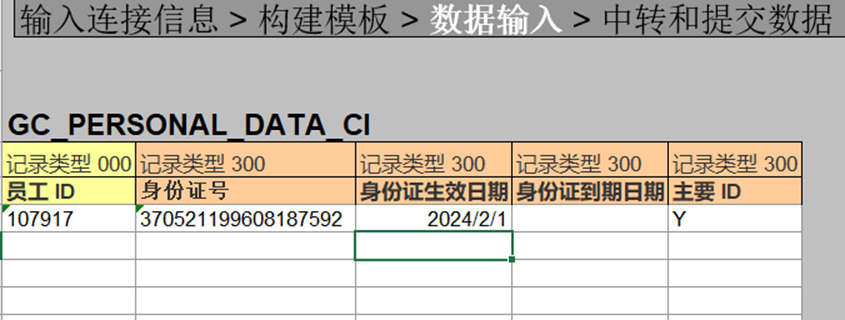 输入连接信息 > 构建模板 > 数据输入 > 中转和提交数据
GC_PERSONAL_DATA_CI
记录类型 000 记录类型 300 记录类型 300 记录类型 300 记录类型 300
员工 ID 身份证号 身份证生效日期 身份证到期日期 主要 ID
107917 370521199608187592 2024/2/1 Y